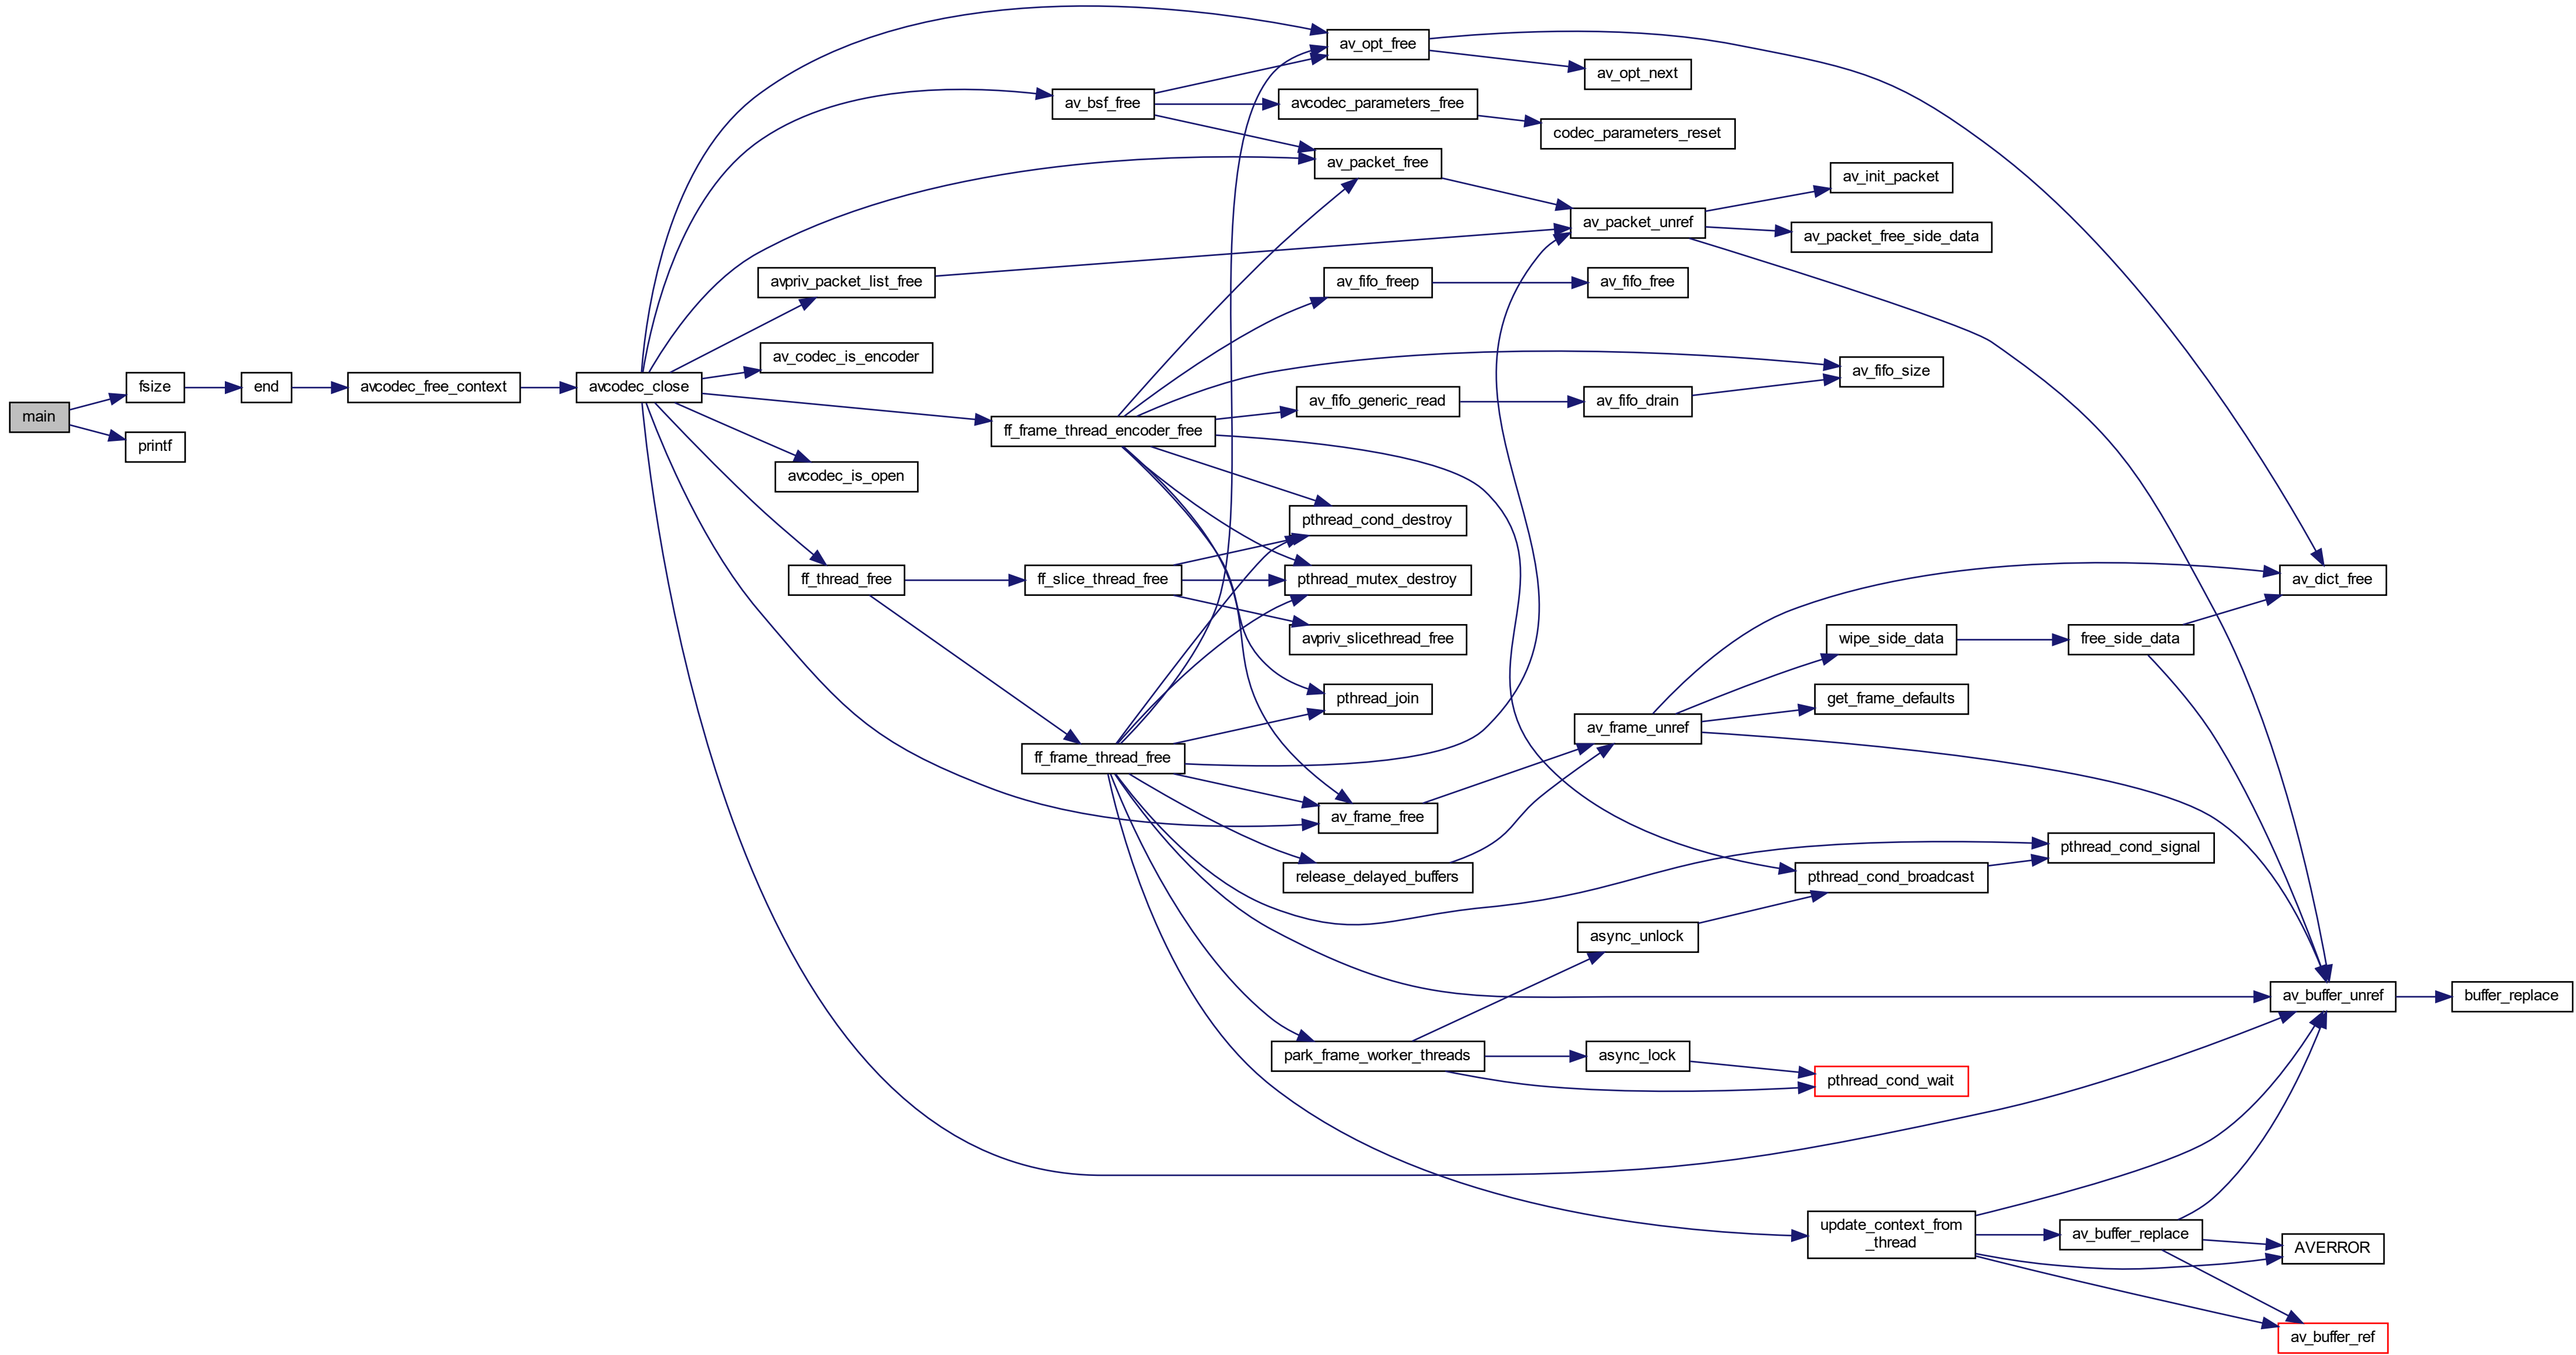 main
fsize
printf
end
avcodec_free_context
avcodec_close
avpriv_packet_list_free
av_codec_is_encoder
avcodec_is_open
ff_thread_free
av_bsf_free
ff_frame_thread_encoder_free
ff_slice_thread_free
ff_frame_thread_free
av_opt_free
avcodec_parameters_free
av_packet_free
av_fifo_freep
av_fifo_generic_read
pthread_cond_destroy
pthread_mutex_destroy
avpriv_slicethread_free
pthread_join
av_frame_free
release_delayed_buffers
park_frame_worker_threads
av_opt_next
codec_parameters_reset
av_packet_unref
av_fifo_free
av_fifo_drain
av_frame_unref
async_unlock
async_lock
av_init_packet
av_packet_free_side_data
av_fifo_size
wipe_side_data
get_frame_defaults
pthread_cond_broadcast
pthread_cond_wait
update_context_from
_thread
free_side_data
pthread_cond_signal
av_buffer_replace
av_dict_free
av_buffer_unref
AVERROR
av_buffer_ref
buffer_replace